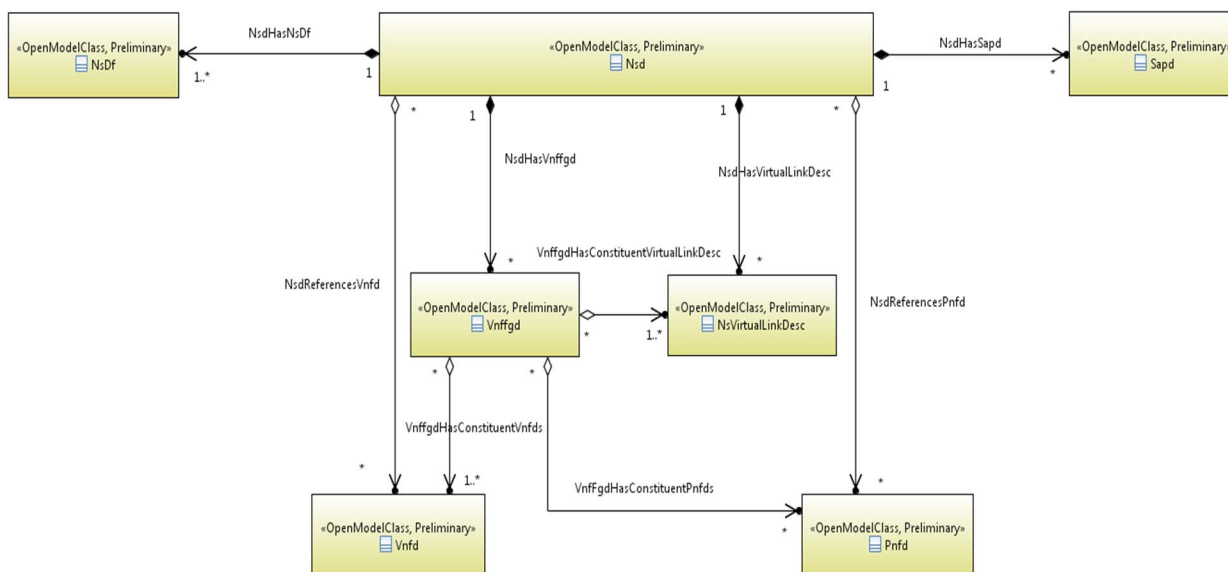 NsdHasNsDf
NsdHasSapd
«OpenModelClass, Preliminary»
NsDf
«OpenModelClass, Preliminary»
Nsd
«OpenModelClass, Preliminary»
Sapd
1..*
1
*
1
1
*
1
*
NsdHasVnffgd
NsdHasVirtualLinkDesc
VnffgdHasConstituentVirtualLinkDesc
*
*
NsdReferencesVnfd
NsdReferencesPnfd
«OpenModelClass, Preliminary»
Vnffgd
«OpenModelClass, Preliminary»
NsVirtualLinkDesc
*
1..*
*
*
VnffgdHasConstituentVnfds
*
1..*
*
VnfFgdHasConstituentPnfds
*
«OpenModelClass, Preliminary»
Vnfd
«OpenModelClass, Preliminary»
Pnfd